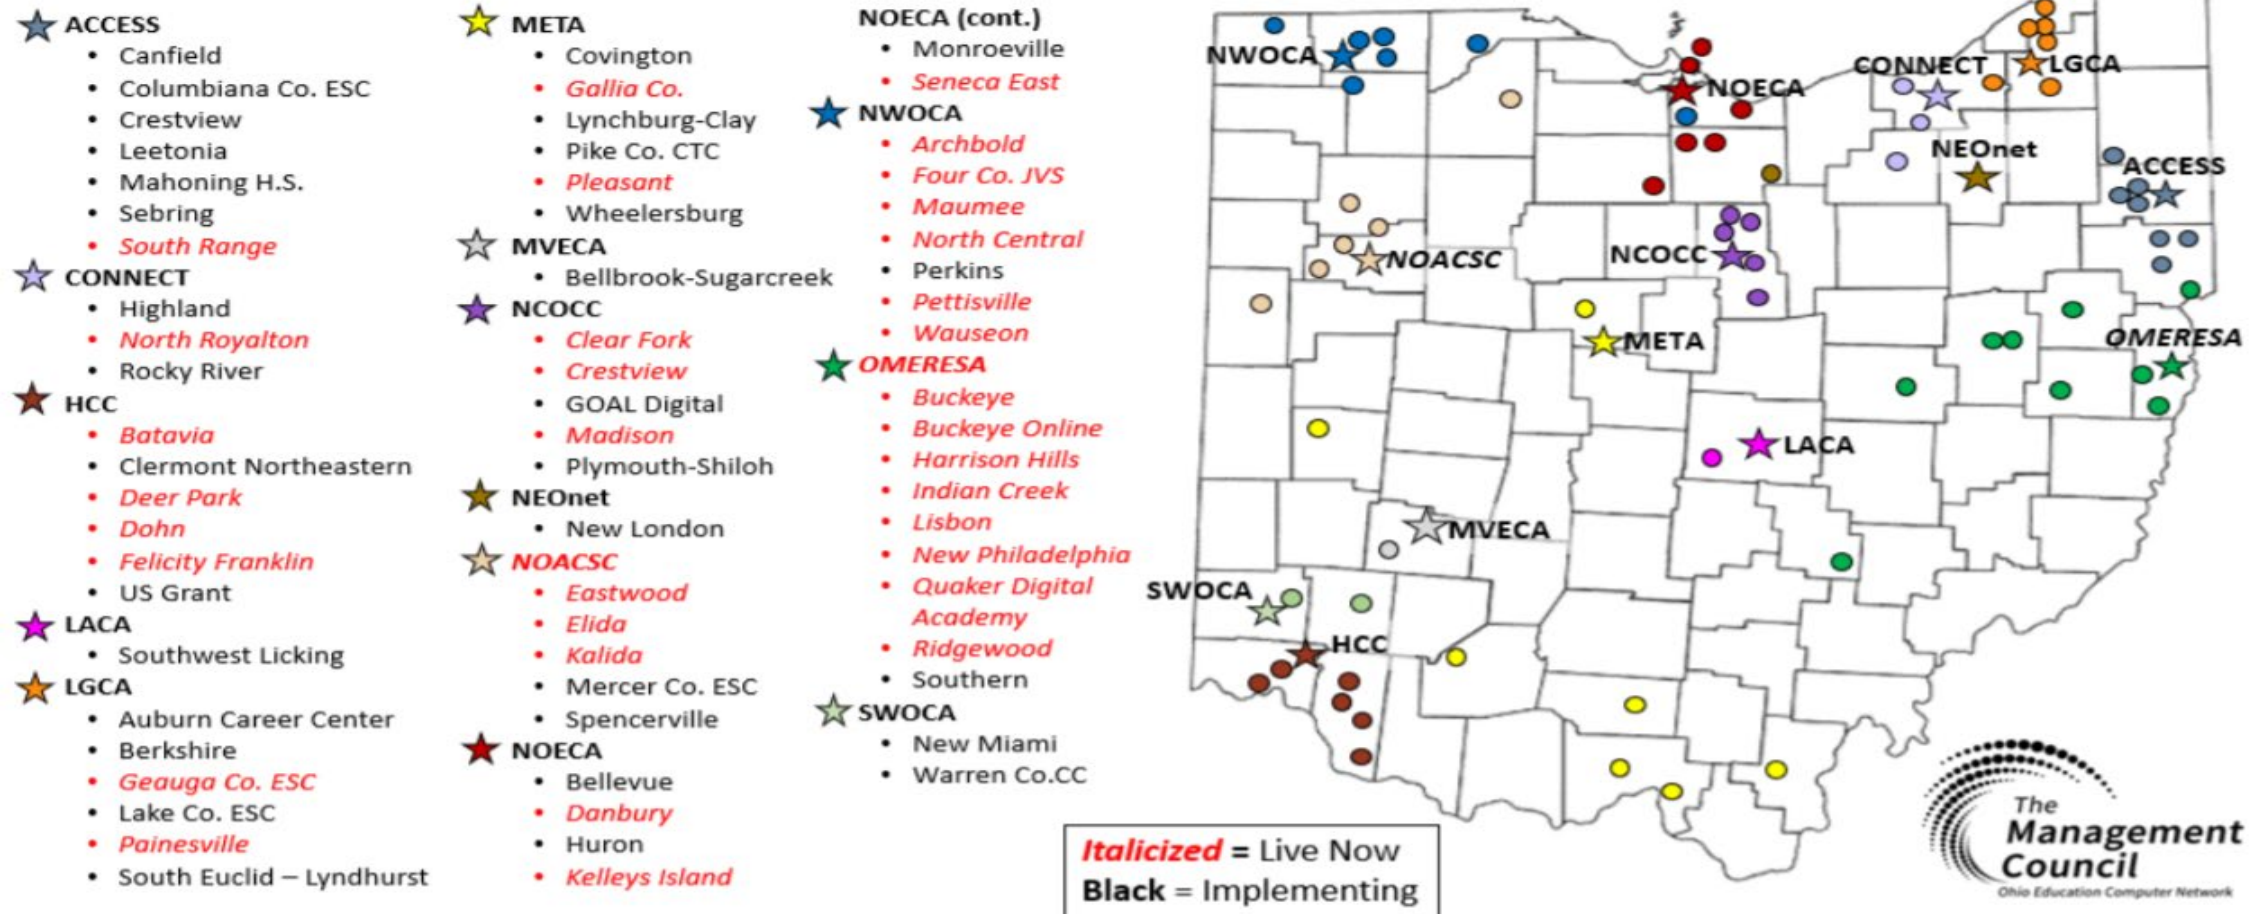 ACCESS
• Canfield
• Columbiana Co. ESC
• Crestview
• Leetonia
• Mahoning H.S.
• Sebring
• South Range
CONNECT
• Highland
• North Royalton
• Rocky River
HCC
• Batavia
• Clermont Northeastern
• Deer Park
• Dohn
• Felicity Franklin
• US Grant
LACA
• Southwest Licking
LGCA
• Auburn Career Center
• Berkshire
• Geauga Co. ESC
• Lake Co. ESC
• Painesville
• South Euclid – Lyndhurst
META
• Covington
• Gallia Co.
• Lynchburg-Clay
• Pike Co. CTC
• Pleasant
• Wheelersburg
MVECA
• Bellbrook-Sugarcreek
NCOCC
• Clear Fork
• Crestview
• GOAL Digital
• Madison
• Plymouth-Shiloh
NEOnet
• New London
NOACSC
• Eastwood
• Elida
• Kalida
• Mercer Co. ESC
• Spencerville
NOECA
• Bellevue
• Danbury
• Huron
• Kelleys Island
NOECA (cont.)
• Monroeville
• Seneca East
NWOCA
• Archbold
• Four Co. JVS
• Maumee
• North Central
• Perkins
• Pettisville
• Wauseon
OMERESA
• Buckeye
• Buckeye Online
• Harrison Hills
• Indian Creek
• Lisbon
• New Philadelphia
• Quaker Digital
Academy
• Ridgewood
• Southern
SWOCA
• New Miami
• Warren Co.CC
Italicized = Live Now
Black = Implementing
NWOCA
CONNECT
LGCA
NOECA
NEOnet
ACCESS
NOACSC
NCOCC
META
OMERESA
LACA
MVECA
SWOCA
HCC
The
Management
Council
Ohio Education Computer Network